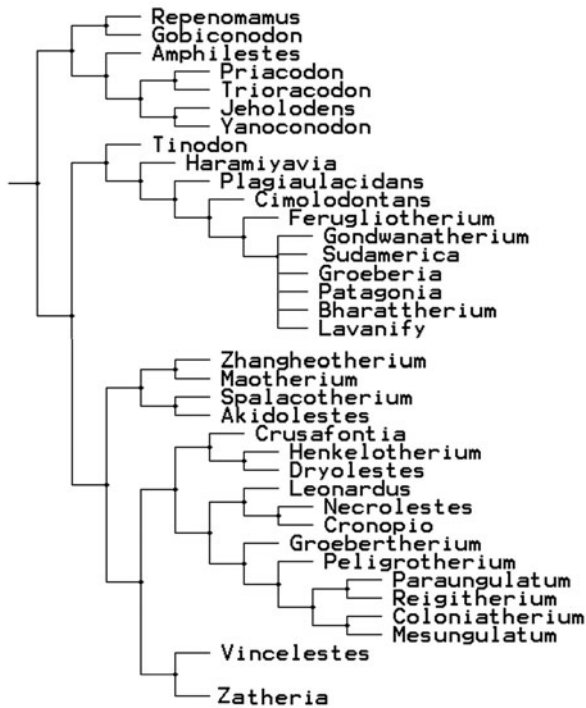 Repenomamus
Gobiconodon
Amphilestes
Priacodon
Trioracodon
Jeholodens
Yanoconodon
Tinodon
Haramiyavia
Plagiaulacidans
Cimolodontans
Ferugliotherium
Gondwanatherium
Sudamerica
Groeberia
Patagonia
Bharattherium
Lavanify
Zhangheotherium
Maotherium
Spalacotherium
Akidolestes
Crusafontia
Henkelotherium
Dryolestes
Leonardus
Necrolestes
Cronopio
Groebertherium
Peligrotherium
Paraungulatum
Reigitherium
Coloniatherium
Mesungulatum
Vincelestes
Zatheria